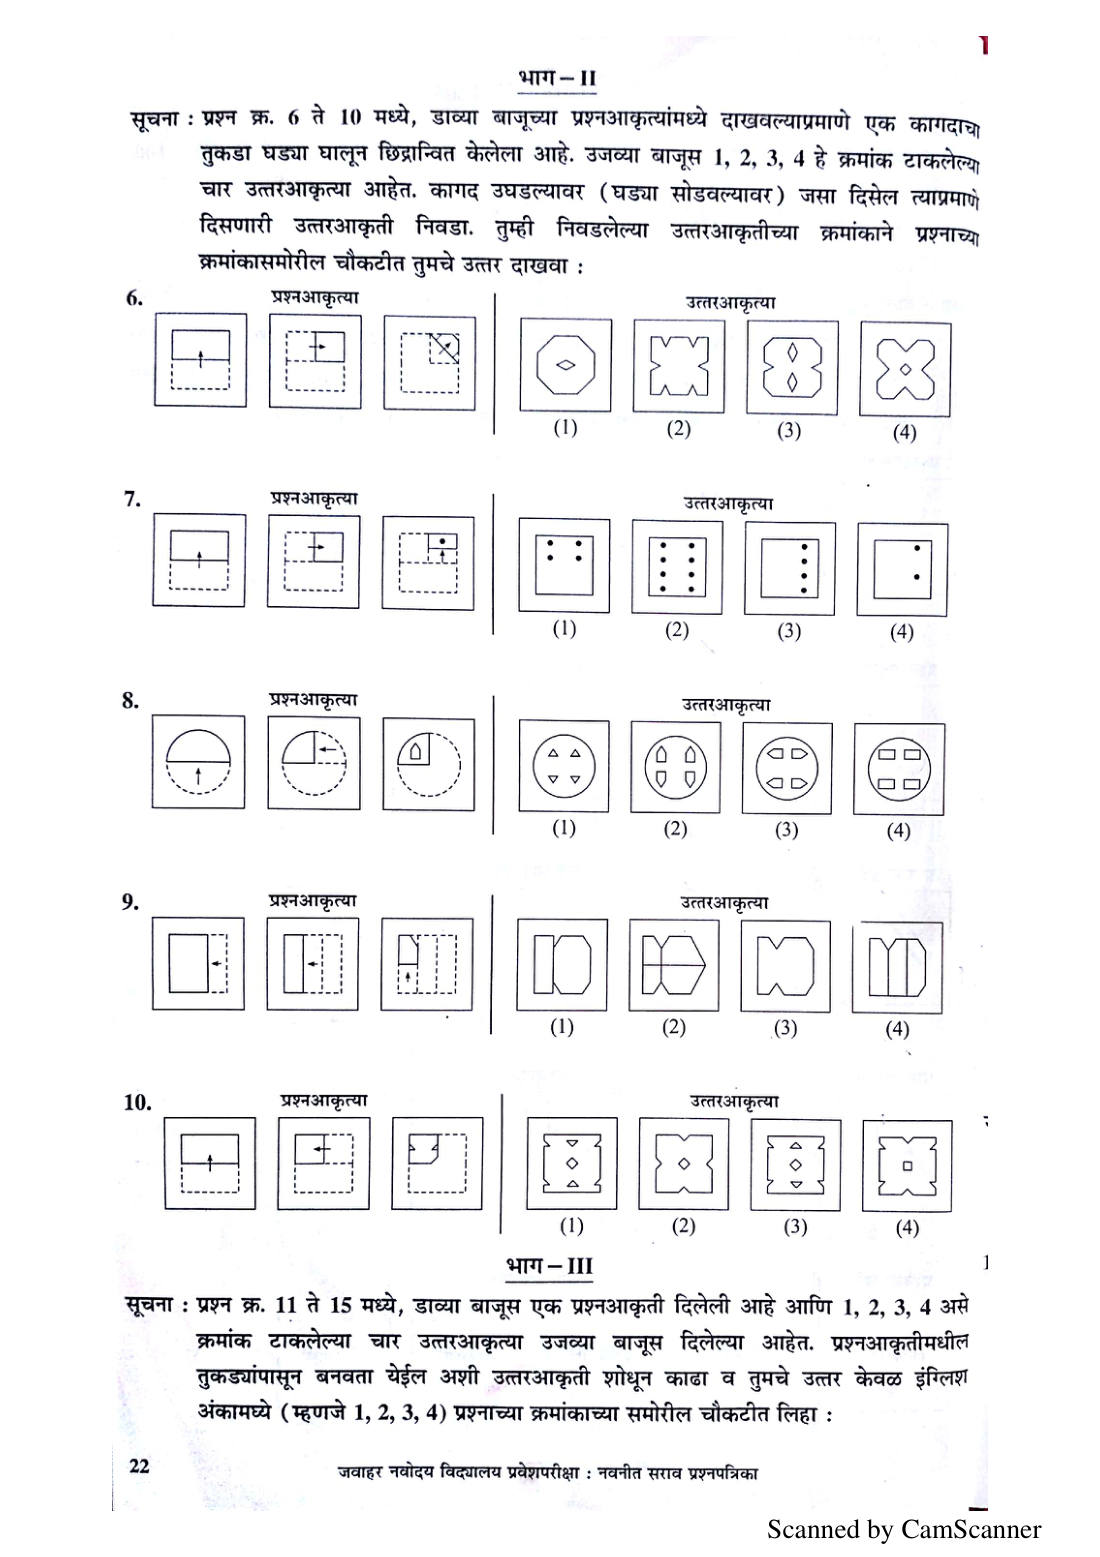 भाग – II
सूचना : प्रश्न क्र. 6 ते 10 मध्ये, डाव्या बाजूच्या प्रश्नआकृत्यांमध्ये दाखवल्याप्रमाणे एक कागदाचा
तुकडा घड्या घालून छिद्रान्वित केलेला आहे. उजव्या बाजूस 1, 2, 3, 4 हे क्रमांक टाकलेल्या
चार उत्तरआकृत्या आहेत. कागद उघडल्यावर (घड्या सोडवल्यावर) जसा दिसेल त्याप्रमाणे
दिसणारी उत्तरआकृती निवडा. तुम्ही निवडलेल्या उत्तरआकृतीच्या क्रमांकाने प्रश्नाच्या
क्रमांकासमोरील चौकटीत तुमचे उत्तर दाखवा :
6. प्रश्नआकृत्या उत्तरआकृत्या
(1) (2) (3) (4)
7. प्रश्नआकृत्या उत्तरआकृत्या
(1) (2) (3) (4)
8. प्रश्नआकृत्या उत्तरआकृत्या
(1) (2) (3) (4)
9. प्रश्नआकृत्या उत्तरआकृत्या
(1) (2) (3) (4)
10. प्रश्नआकृत्या उत्तरआकृत्या
(1) (2) (3) (4)
भाग – III
सूचना : प्रश्न क्र. 11 ते 15 मध्ये, डाव्या बाजूस एक प्रश्नआकृती दिलेली आहे आणि 1, 2, 3, 4 असे
क्रमांक टाकलेल्या चार उत्तरआकृत्या उजव्या बाजूस दिलेल्या आहेत. प्रश्नआकृतीमधील
तुकड्यांपासून बनवता येईल अशी उत्तरआकृती शोधून काढा व तुमचे उत्तर केवळ इंग्लिश
अंकामध्ये (म्हणजे 1, 2, 3, 4) प्रश्नाच्या क्रमांकाच्या समोरील चौकटीत लिहा :
22 जवाहर नवोदय विद्यालय प्रवेशपरीक्षा : नवनीत सराव प्रश्नपत्रिका
Scanned by CamScanner